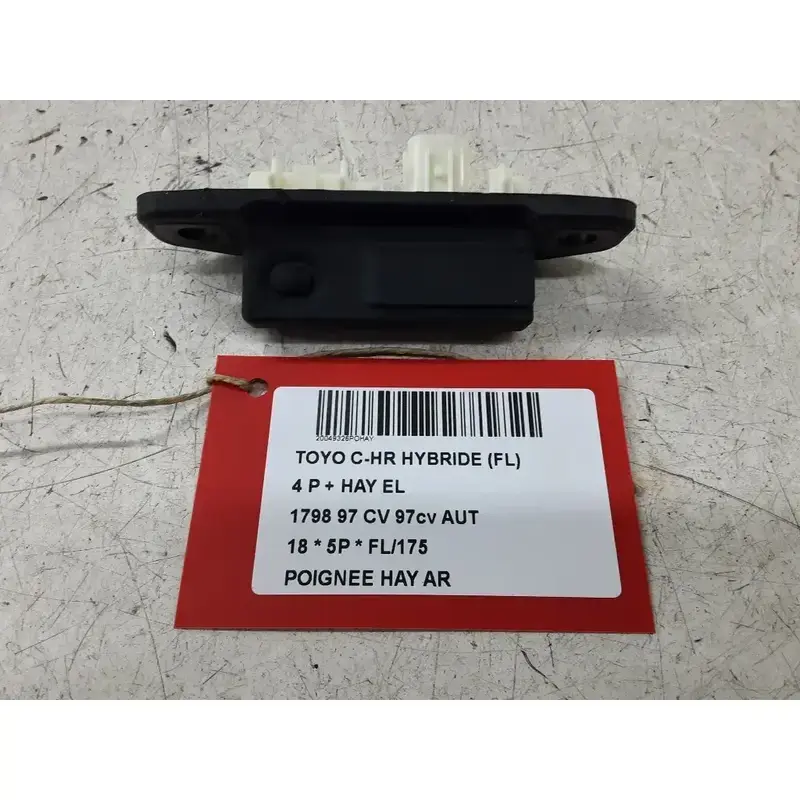 20049326POHAY
TOYO C-HR HYBRIDE (FL)
4 P + HAY EL
1798 97 CV 97cv AUT
18 * 5P * FL/175
POIGNEE HAY AR